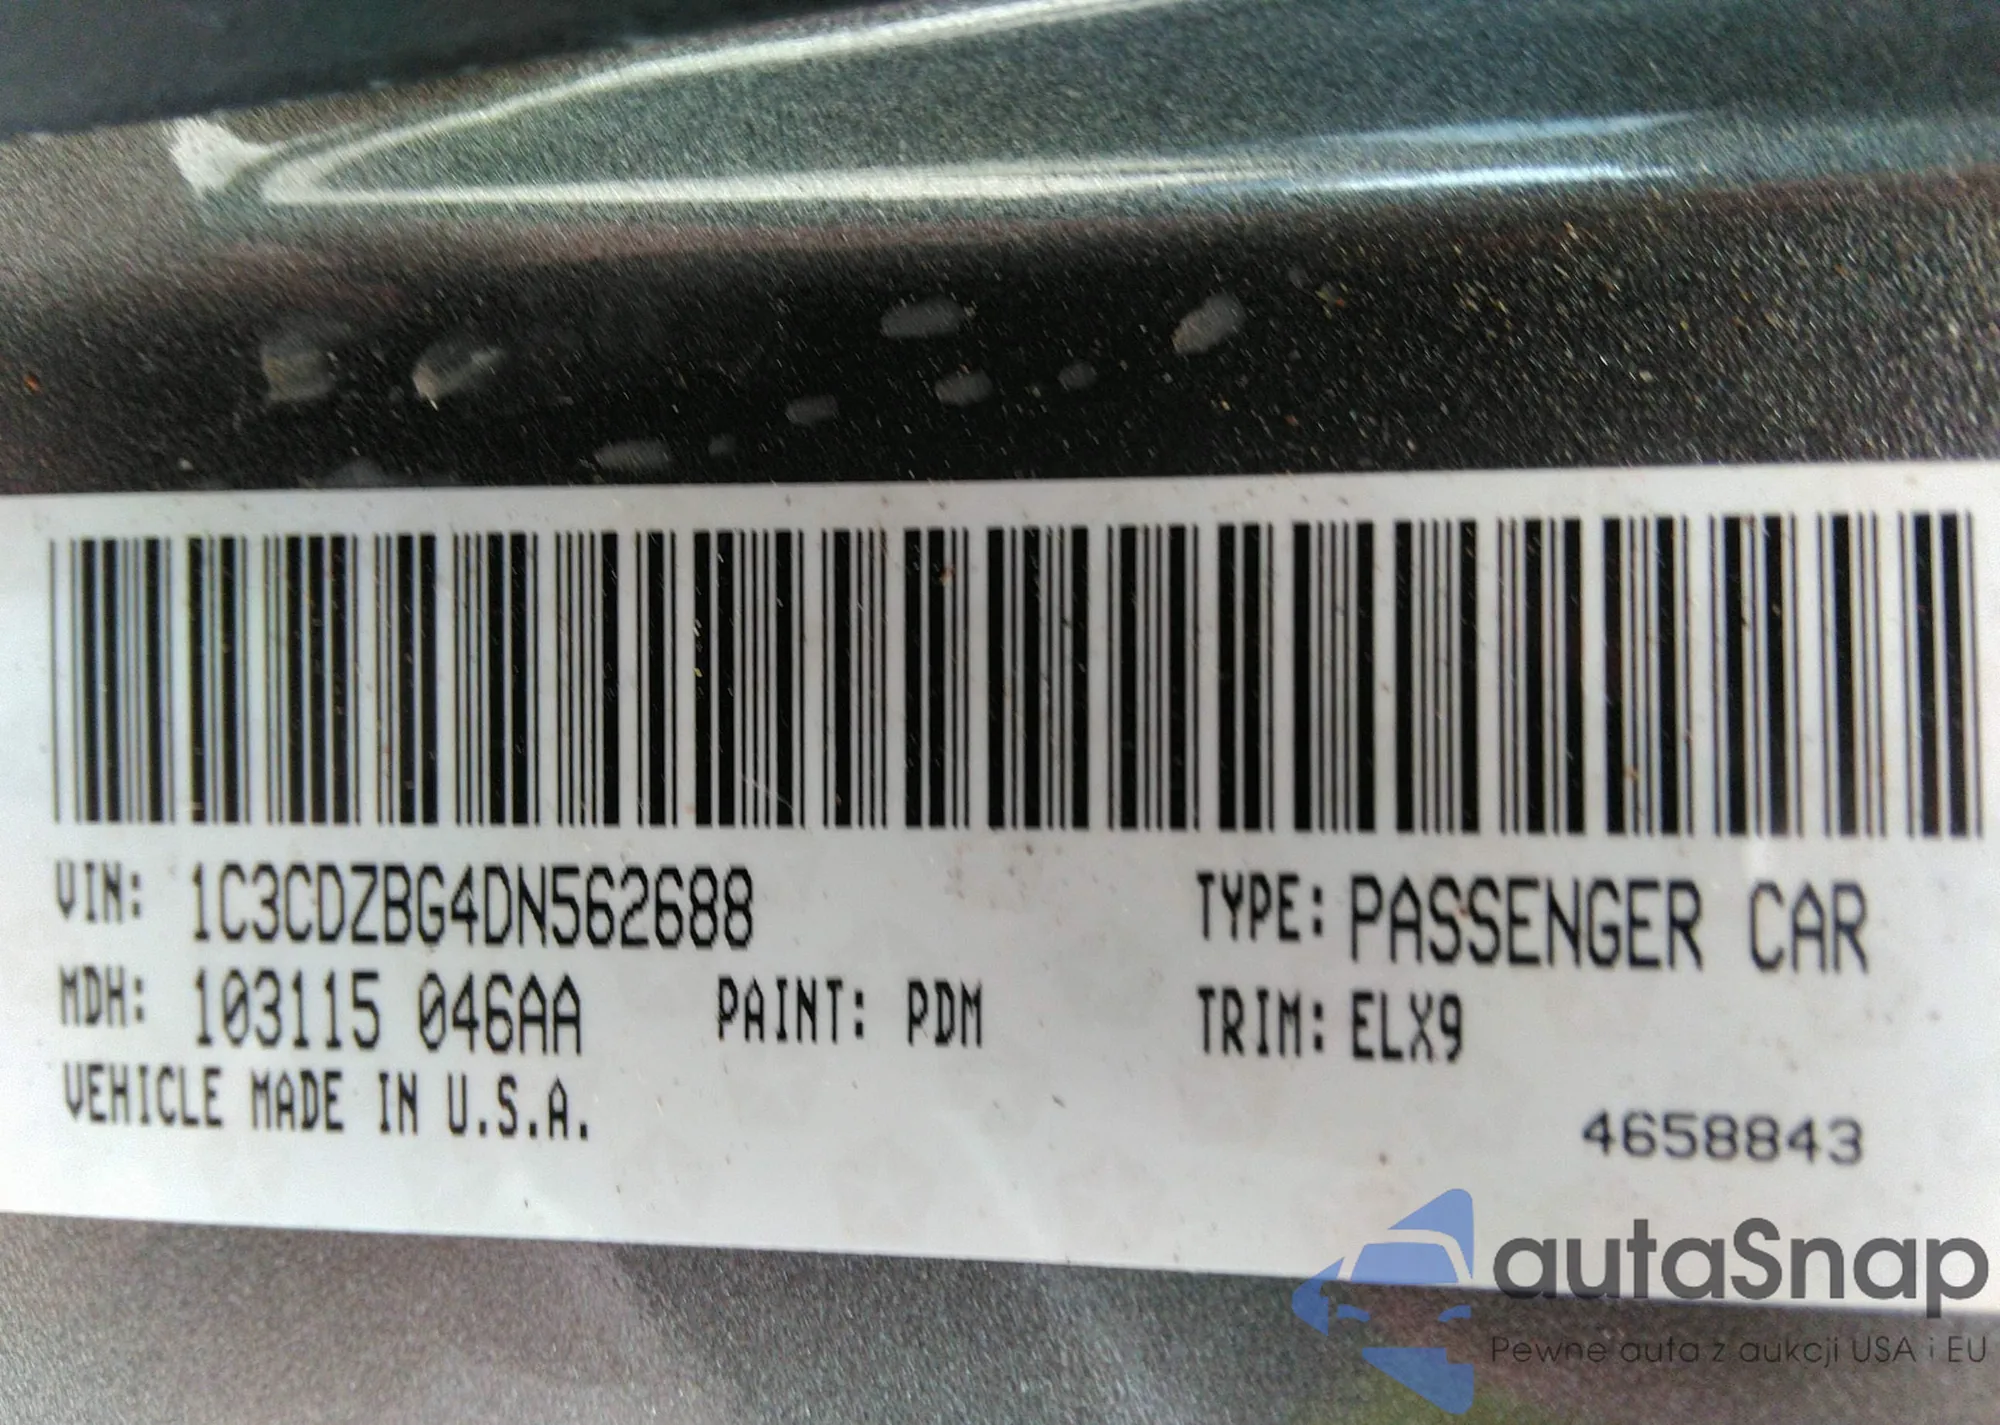 VIN: 1C3CDZBG4DN562688 TYPE: PASSENGER CAR
MDH: 103115 046AA PAINT: PDM TRIM: ELX9
VEHICLE MADE IN U.S.A.
4658843
autaSnap
Pewne auta z aukcji USA i EU